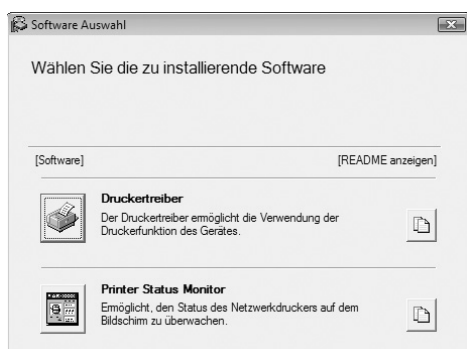 Software Auswahl
Wählen Sie die zu installierende Software
[Software] [README anzeigen]
Druckertreiber
Der Druckertreiber ermöglicht die Verwendung der
Druckerfunktion des Gerätes.
Printer Status Monitor
Ermöglicht, den Status des Netzwerkdruckers auf dem
Bildschirm zu überwachen.